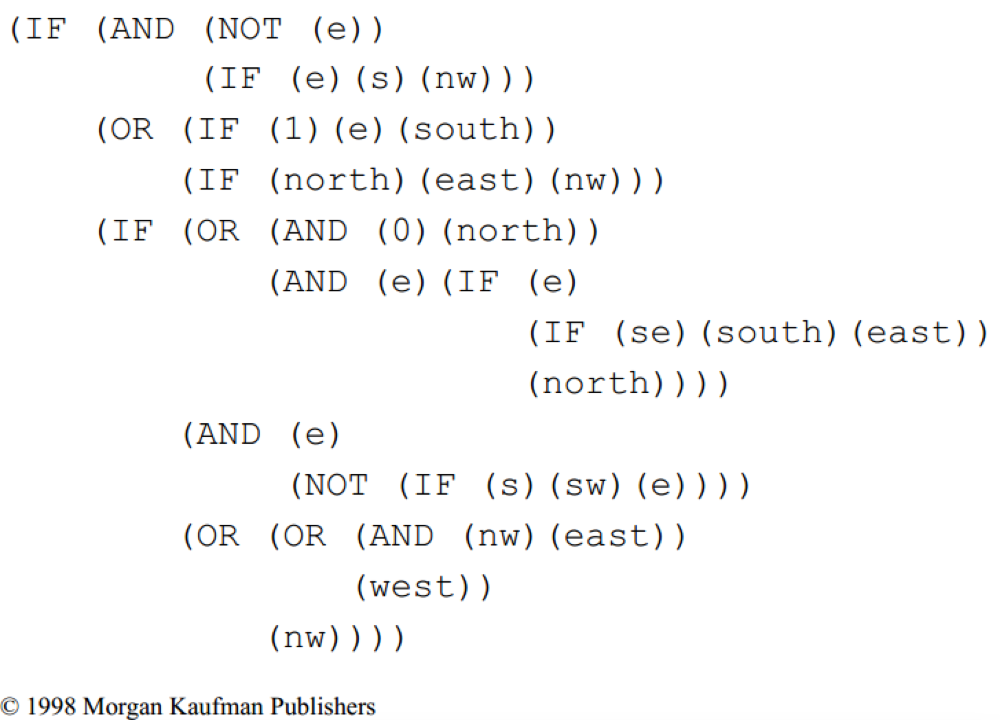 (IF (AND (NOT (e))
(IF (e)(s)(nw)))
(OR (IF (1)(e)(south))
(IF (north)(east)(nw)))
(IF (OR (AND (0)(north))
(AND (e)(IF (e)
(IF (se)(south)(east))
(north))))
(AND (e)
(NOT (IF (s)(sw)(e))))
(OR (OR (AND (nw)(east))
(west))
(nw))))
© 1998 Morgan Kaufman Publishers